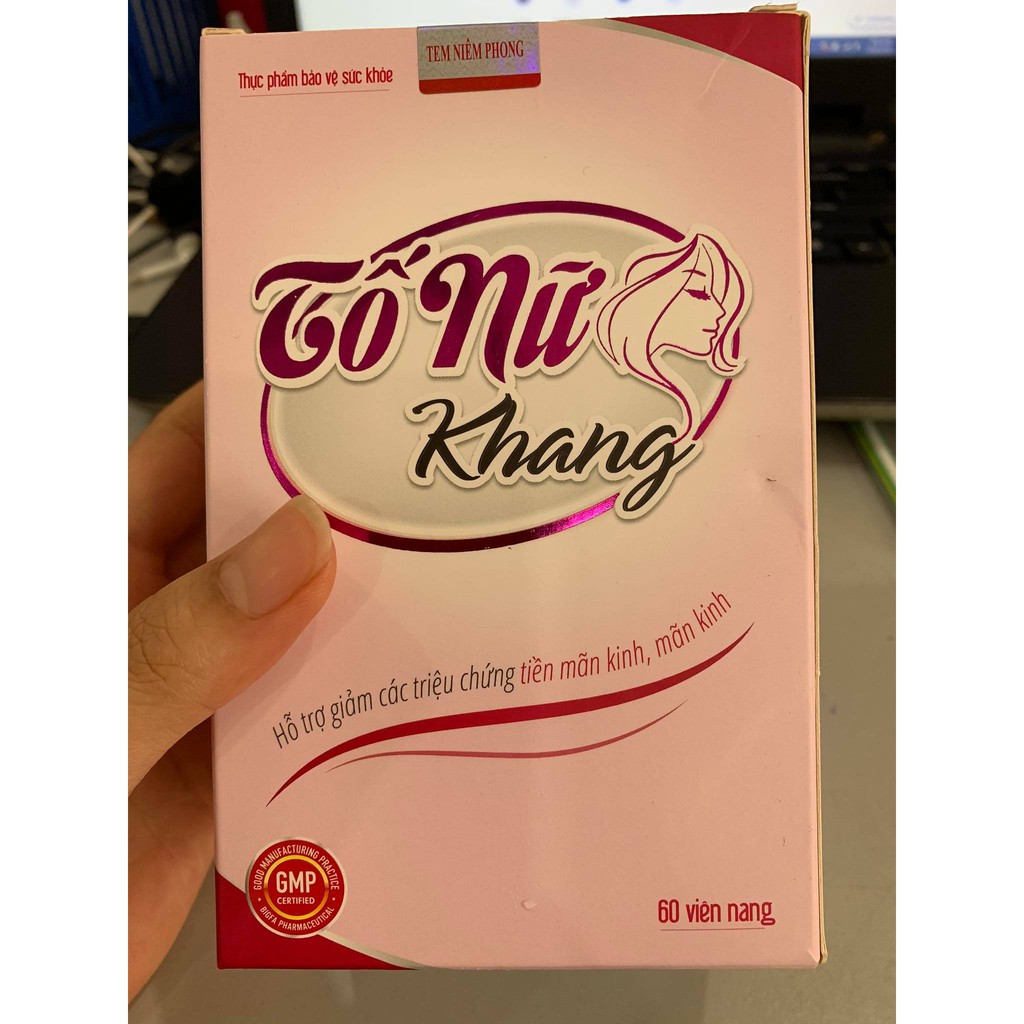 TEM NIÊM PHONG
Thực phẩm bảo vệ sức khỏe
Tố Nữ
Khang
Hỗ trợ giảm các triệu chứng tiền mãn kinh, mãn kinh
GOOD MANUFACTURING PRACTICE
GMP
CERTIFIED
BIGFA PHARMACEUTICAL
60 viên nang